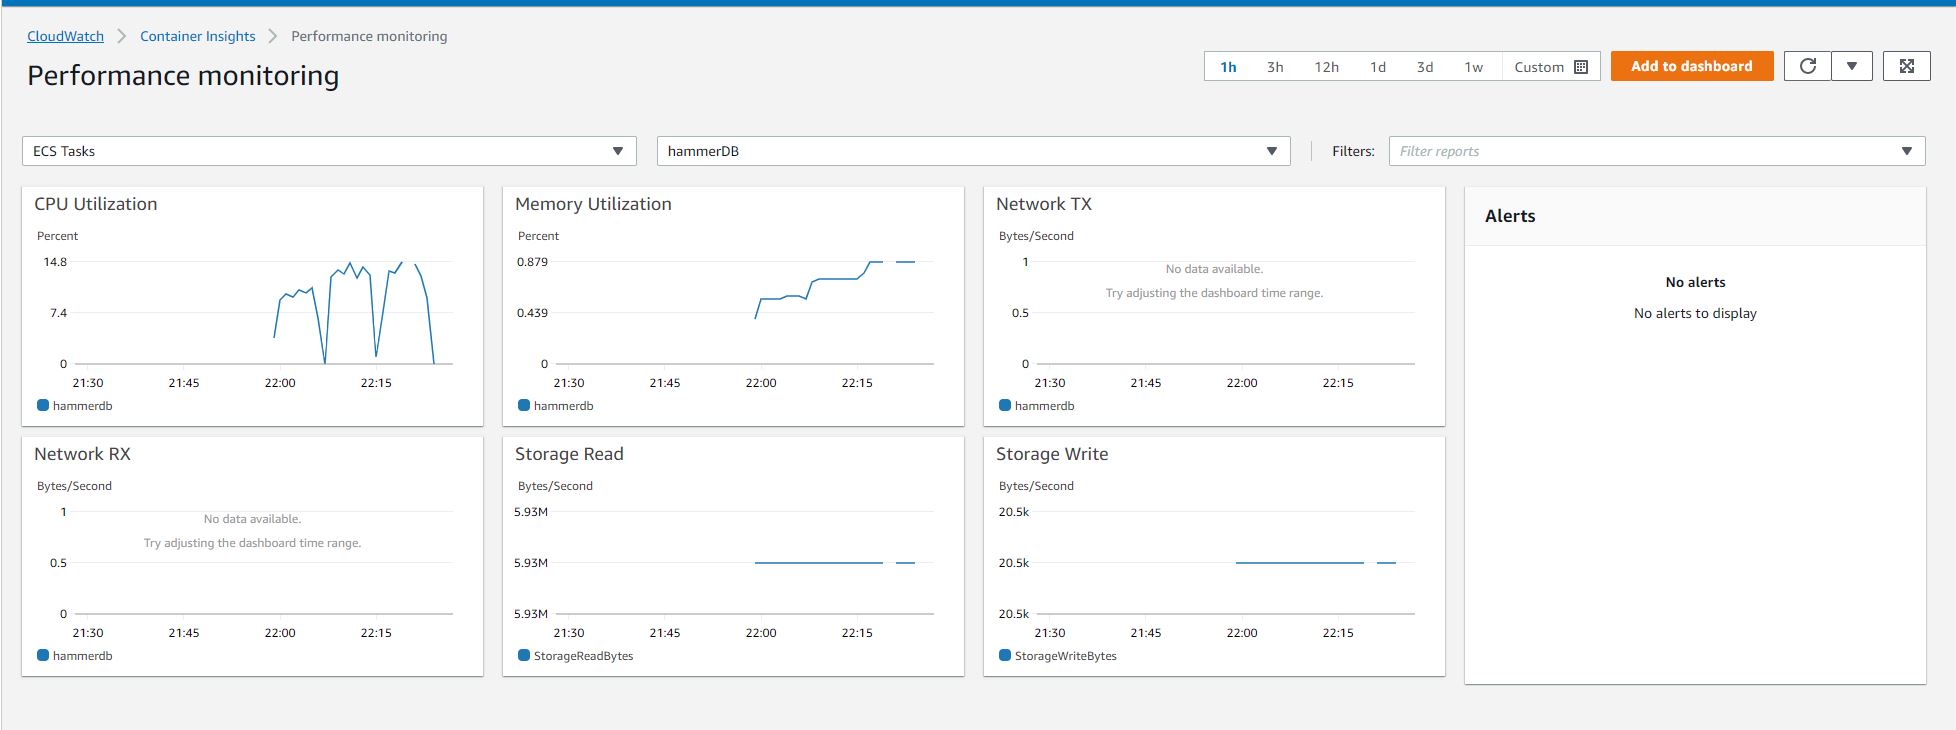 CloudWatch > Container Insights > Performance monitoring
Performance monitoring
1h 3h 12h 1d 3d 1w Custom
Add to dashboard
ECS Tasks
hammerDB
Filters:
Filter reports
CPU Utilization
Percent
14.8
7.4
0
21:30 21:45 22:00 22:15
hammerdb
Memory Utilization
Percent
0.879
0.439
0
21:30 21:45 22:00 22:15
hammerdb
Network TX
Bytes/Second
1
No data available.
Try adjusting the dashboard time range.
0.5
0
21:30 21:45 22:00 22:15
hammerdb
Alerts
No alerts
No alerts to display
Network RX
Bytes/Second
1
No data available.
Try adjusting the dashboard time range.
0.5
0
21:30 21:45 22:00 22:15
hammerdb
Storage Read
Bytes/Second
5.93M
5.93M
5.93M
21:30 21:45 22:00 22:15
StorageReadBytes
Storage Write
Bytes/Second
20.5k
20.5k
20.5k
21:30 21:45 22:00 22:15
StorageWriteBytes